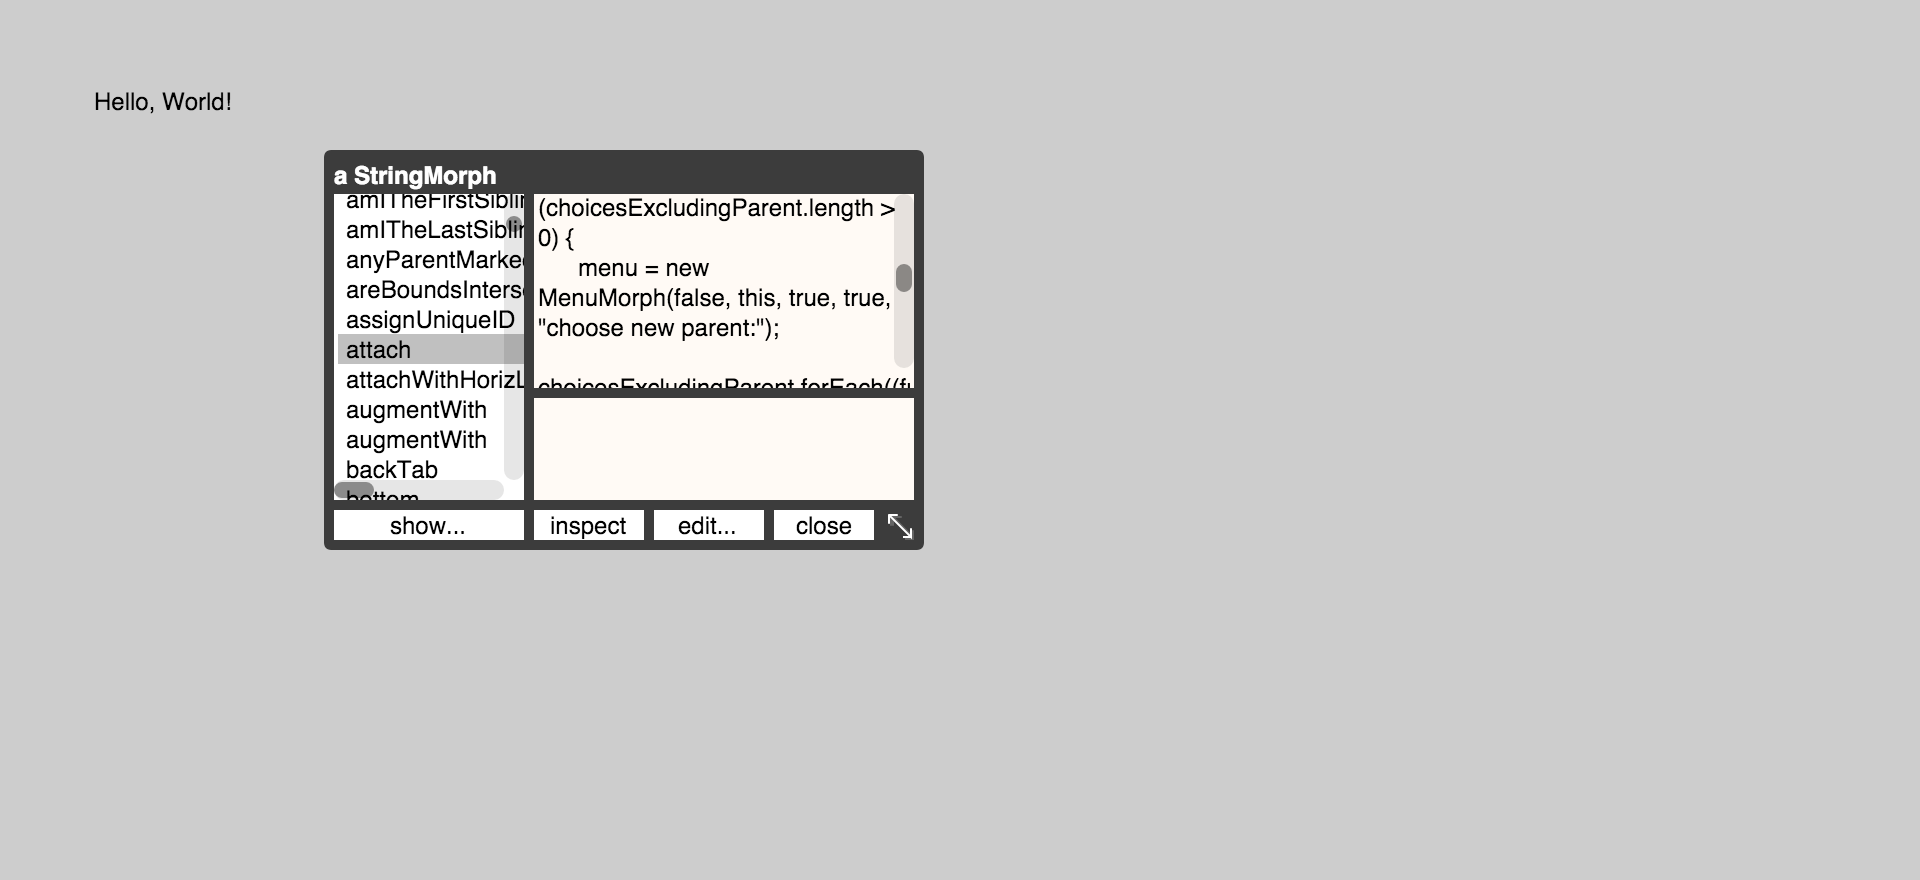 Hello, World!
a StringMorph
amITheFirstSiblin
amITheLastSiblin
anyParentMarke
areBoundsInterse
assignUniqueID
attach
attachWithHorizL
augmentWith
augmentWith
backTab
bottom
(choicesExcludingParent.length >
0) {
menu = new
MenuMorph(false, this, true, true,
"choose new parent:");
choicesExcludingParent.forEach((fu
show...
inspect
edit...
close